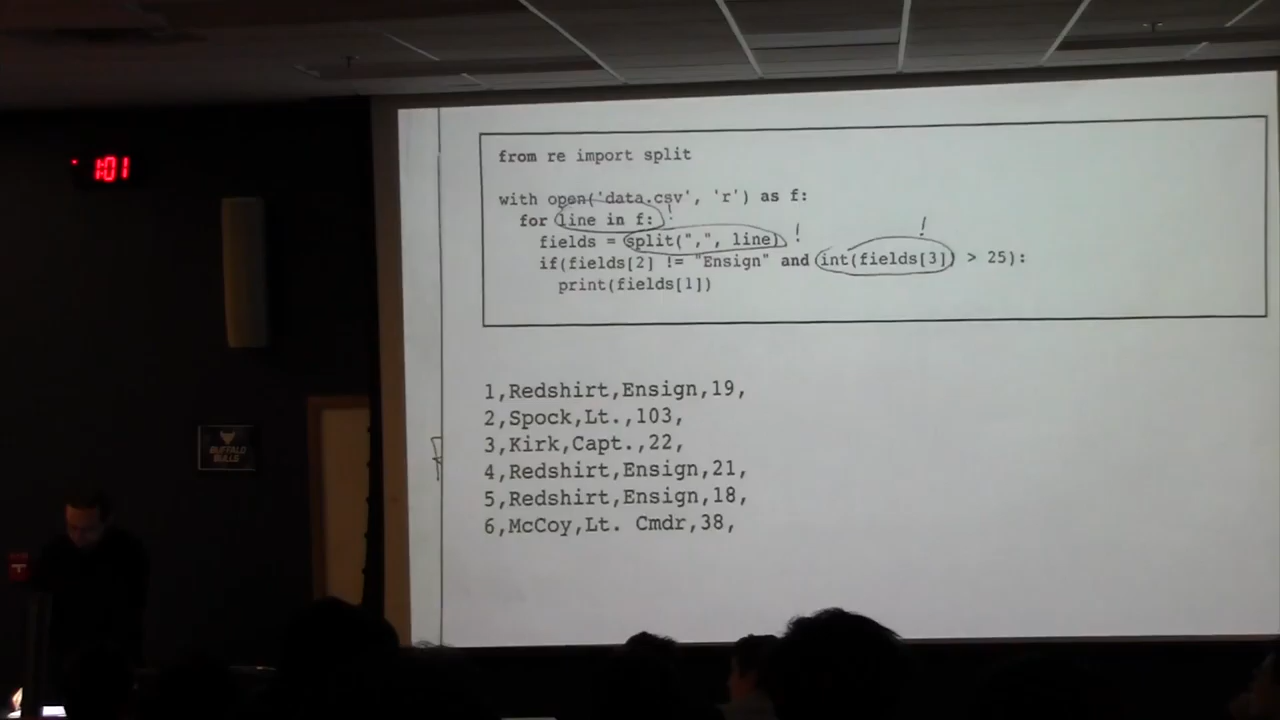 1:01
from re import split
with open('data.csv', 'r') as f:
for line in f: !
fields = split(",", line) !
if(fields[2] != "Ensign" and int(fields[3]) > 25): !
print(fields[1])
1,Redshirt,Ensign,19,
2,Spock,Lt.,103,
3,Kirk,Capt.,22,
4,Redshirt,Ensign,21,
5,Redshirt,Ensign,18,
6,McCoy,Lt. Cmdr,38,
BUFFALO
BULLS